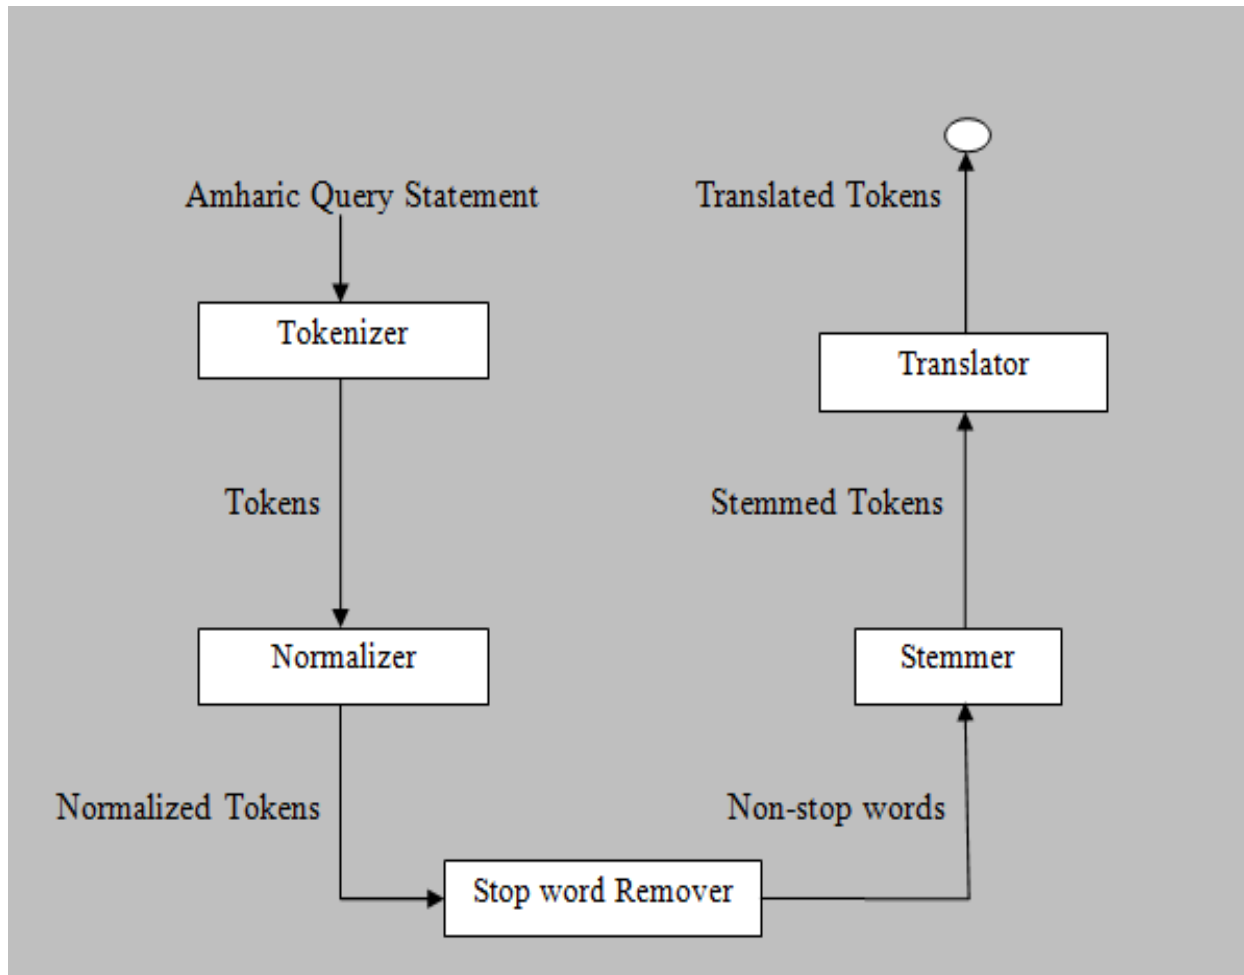 Amharic Query Statement
Tokenizer
Tokens
Normalizer
Normalized Tokens
Stop word Remover
Non-stop words
Stemmer
Stemmed Tokens
Translator
Translated Tokens